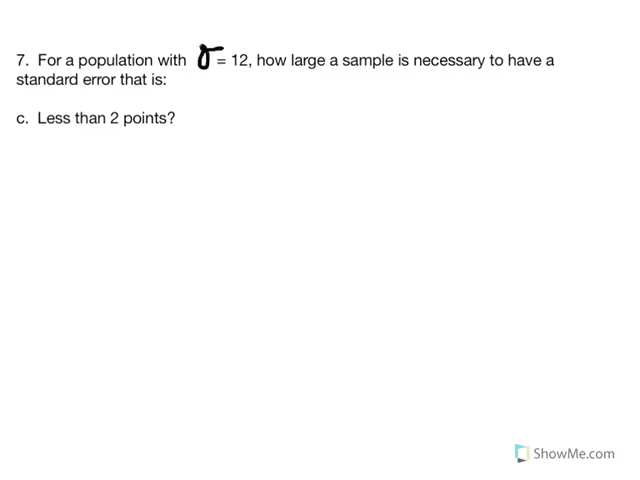 7. For a population with σ = 12, how large a sample is necessary to have a
standard error that is:
c. Less than 2 points?
ShowMe.com